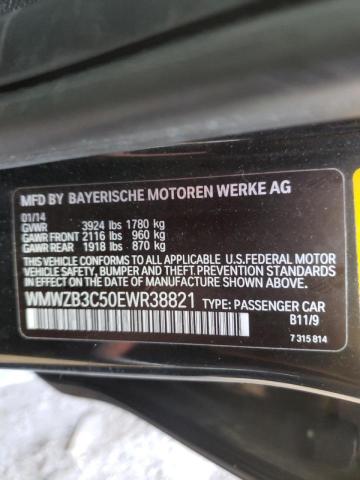 MFD BY BAYERISCHE MOTOREN WERKE AG
01/14
GVWR 3924 lbs 1780 kg
GAWR FRONT 2116 lbs 960 kg
GAWR REAR 1918 lbs 870 kg
THIS VEHICLE CONFORMS TO ALL APPLICABLE U.S.FEDERAL MOTOR
VEHICLE SAFETY, BUMPER, AND THEFT PREVENTION STANDARDS
IN EFFECT ON THE DATE OF MANUFACTURE SHOWN ABOVE.
WMWZB3C50EWR38821 TYPE: PASSENGER CAR
B11/9
7 315 814